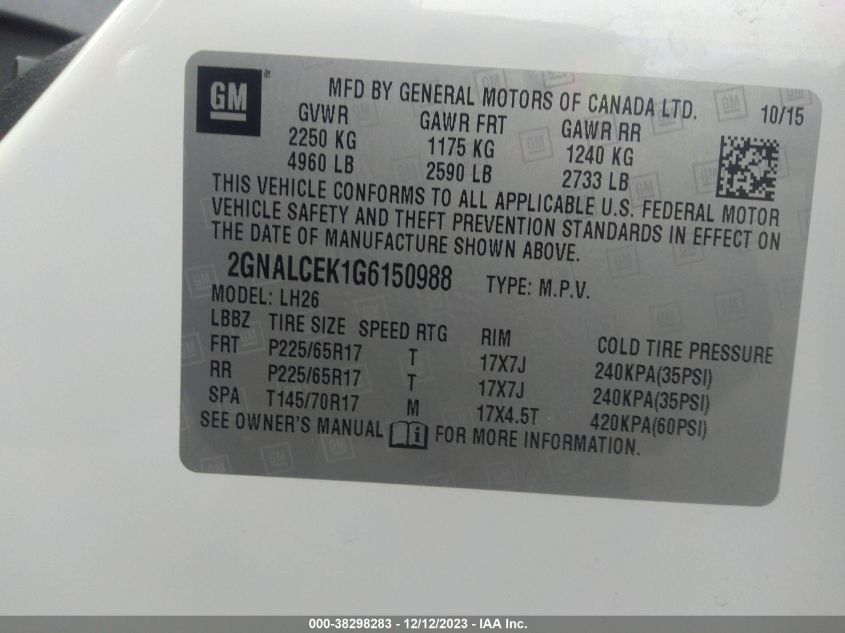 GM ®
MFD BY GENERAL MOTORS OF CANADA LTD. 10/15
GVWR GAWR FRT GAWR RR
2250 KG 1175 KG 1240 KG
4960 LB 2590 LB 2733 LB
THIS VEHICLE CONFORMS TO ALL APPLICABLE U.S. FEDERAL MOTOR
VEHICLE SAFETY AND THEFT PREVENTION STANDARDS IN EFFECT ON
THE DATE OF MANUFACTURE SHOWN ABOVE.
2GNALCEK1G6150988 TYPE: M.P.V.
MODEL: LH26
LBBZ TIRE SIZE SPEED RTG RIM COLD TIRE PRESSURE
FRT P225/65R17 T 17X7J 240KPA(35PSI)
RR P225/65R17 T 17X7J 240KPA(35PSI)
SPA T145/70R17 M 17X4.5T 420KPA(60PSI)
SEE OWNER'S MANUAL FOR MORE INFORMATION.
000-38298283 - 12/12/2023 - IAA Inc.